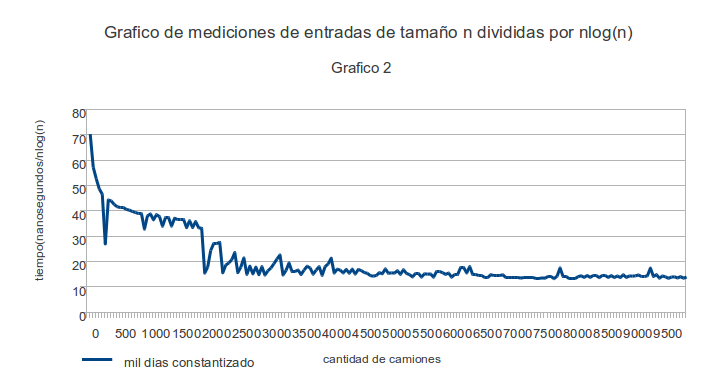 Grafico de mediciones de entradas de tamaño n divididas por nlog(n)
Grafico 2
tiempo(nanosegundos/nlog(n)
80
70
60
50
40
30
20
10
0
0 500 1000 1500 2000 2500 3000 3500 4000 4500 5000 5500 6000 6500 7000 7500 8000 8500 9000 9500
mil dias constantizado
cantidad de camiones